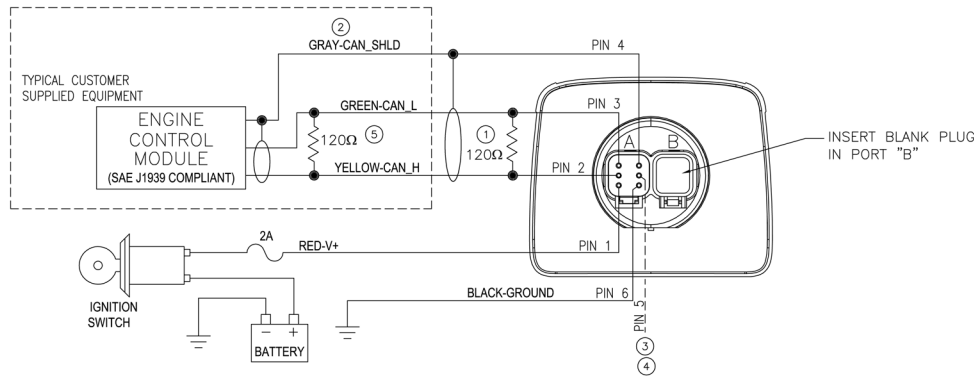 ②
GRAY-CAN_SHLD
PIN 4
TYPICAL CUSTOMER
SUPPLIED EQUIPMENT
ENGINE
CONTROL
MODULE
(SAE J1939 COMPLIANT)
GREEN-CAN_L
PIN 3
120Ω
⑤
①
120Ω
YELLOW-CAN_H
PIN 2
A
B
INSERT BLANK PLUG
IN PORT "B"
2A
RED-V+
PIN 1
IGNITION
SWITCH
BLACK-GROUND
PIN 6
PIN 5
− +
BATTERY
③
④